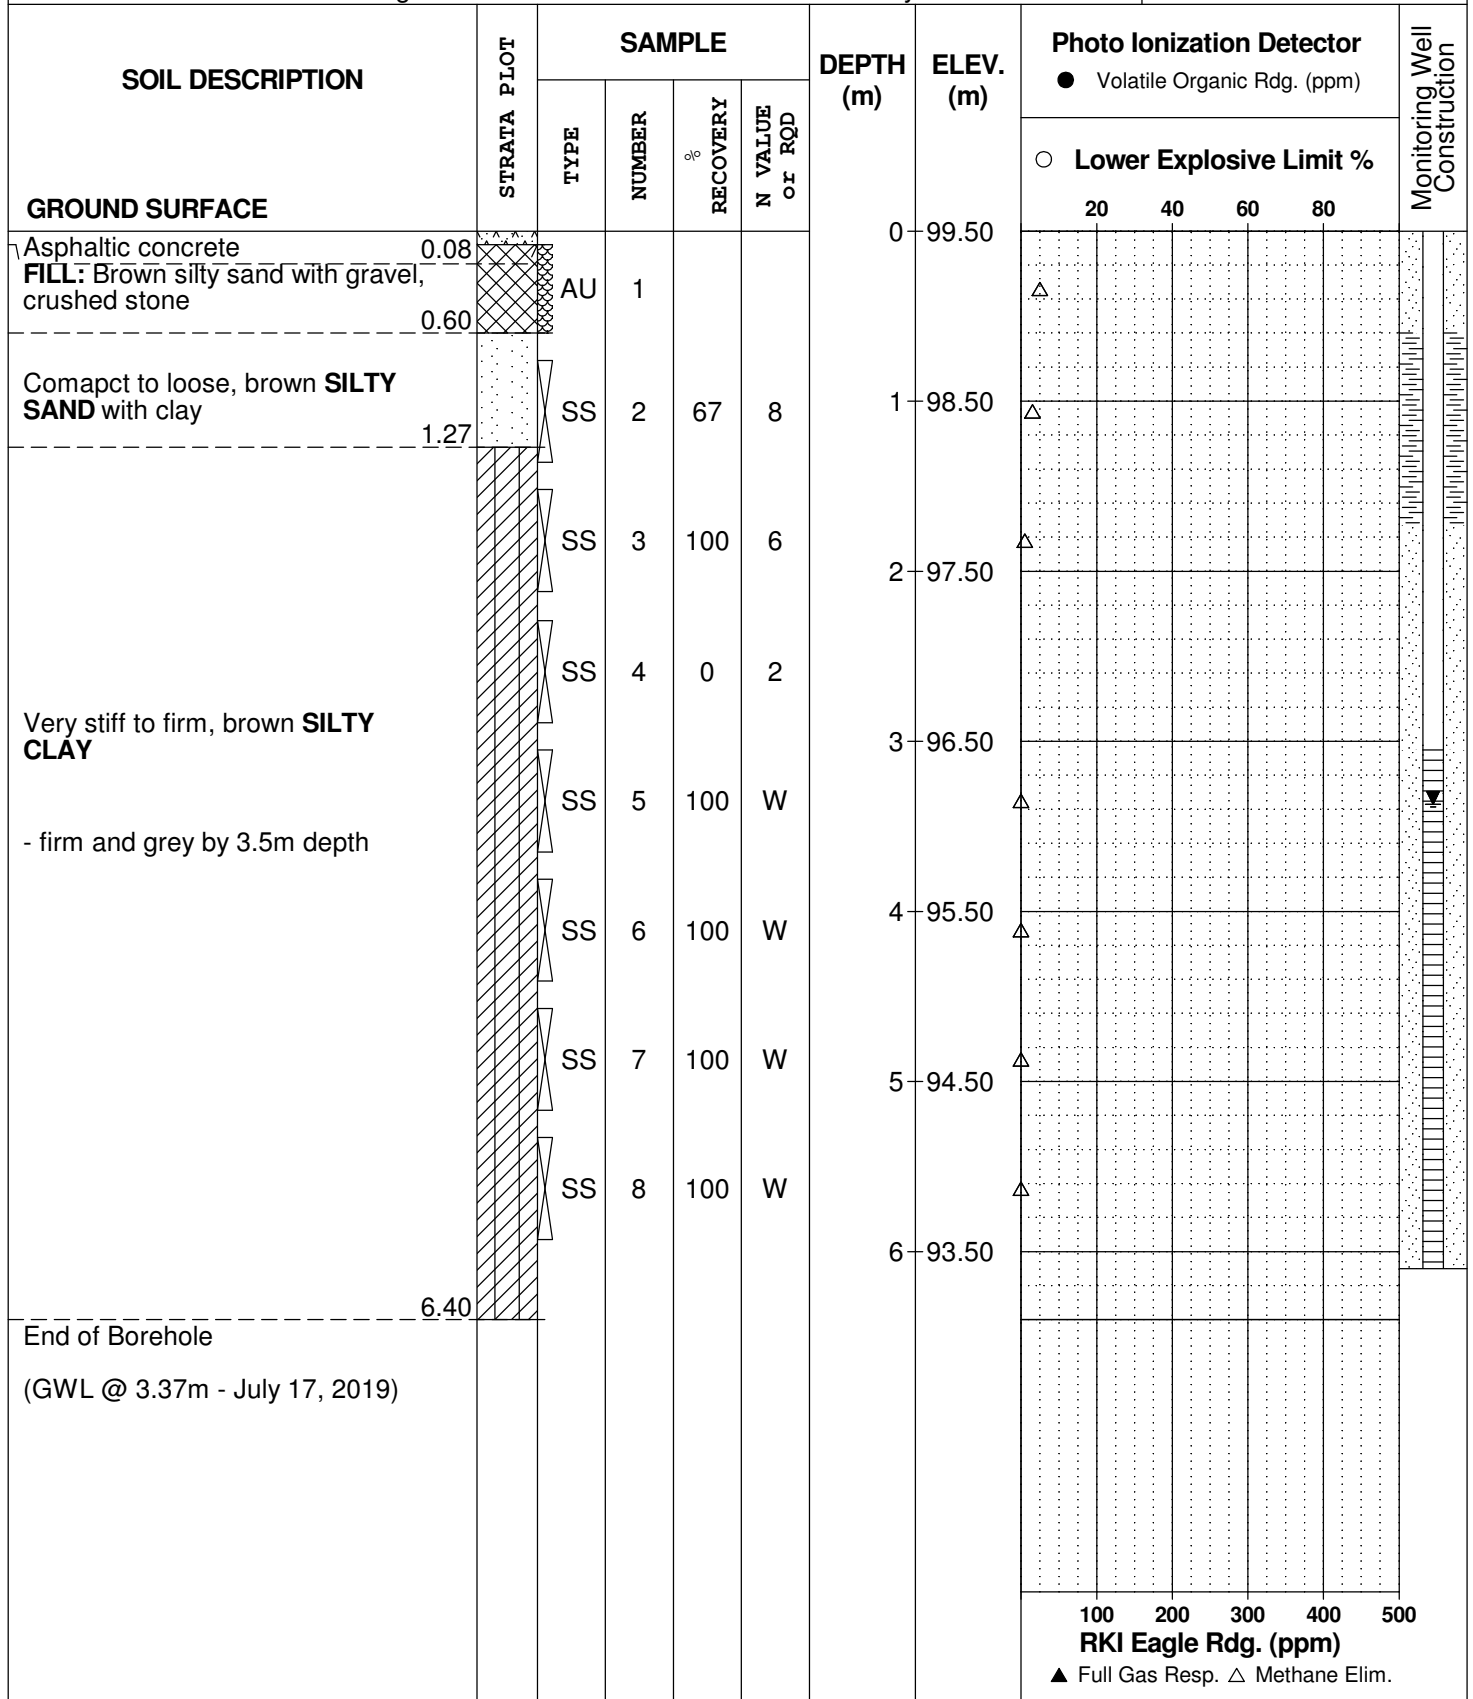 SOIL DESCRIPTION
GROUND SURFACE
STRATA PLOT
SAMPLE
TYPE
NUMBER
% RECOVERY
N VALUE or RQD
DEPTH (m)
ELEV. (m)
Photo Ionization Detector
● Volatile Organic Rdg. (ppm)
○ Lower Explosive Limit %
20 40 60 80
Monitoring Well Construction
0 99.50
Asphaltic concrete 0.08
FILL: Brown silty sand with gravel,
crushed stone
0.60
AU 1
Comapct to loose, brown SILTY
SAND with clay
1.27
SS 2 67 8
1 98.50
SS 3 100 6
2 97.50
SS 4 0 2
Very stiff to firm, brown SILTY
CLAY
3 96.50
SS 5 100 W
- firm and grey by 3.5m depth
4 95.50
SS 6 100 W
SS 7 100 W
5 94.50
SS 8 100 W
6 93.50
6.40
End of Borehole
(GWL @ 3.37m - July 17, 2019)
100 200 300 400 500
RKI Eagle Rdg. (ppm)
▲ Full Gas Resp. △ Methane Elim.